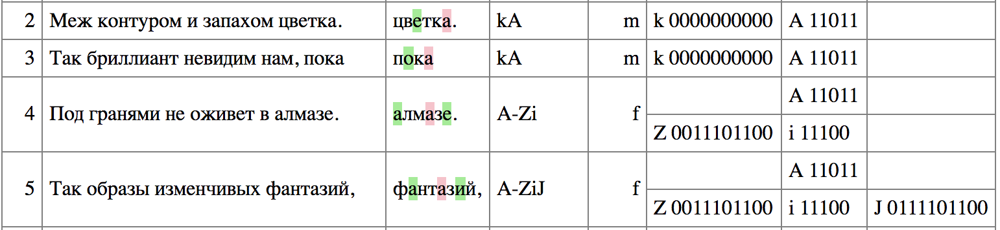 2 Меж контуром и запахом цветка. цветка. kA m k 0000000000 A 11011
3 Так бриллиант невидим нам, пока пока kA m k 0000000000 A 11011
A 11011
4 Под гранями не оживет в алмазе. алмазе. A-Zi f
Z 0011101100 i 11100
A 11011
5 Так образы изменчивых фантазий, фантазий, A-ZiJ f
Z 0011101100 i 11100 J 0111101100